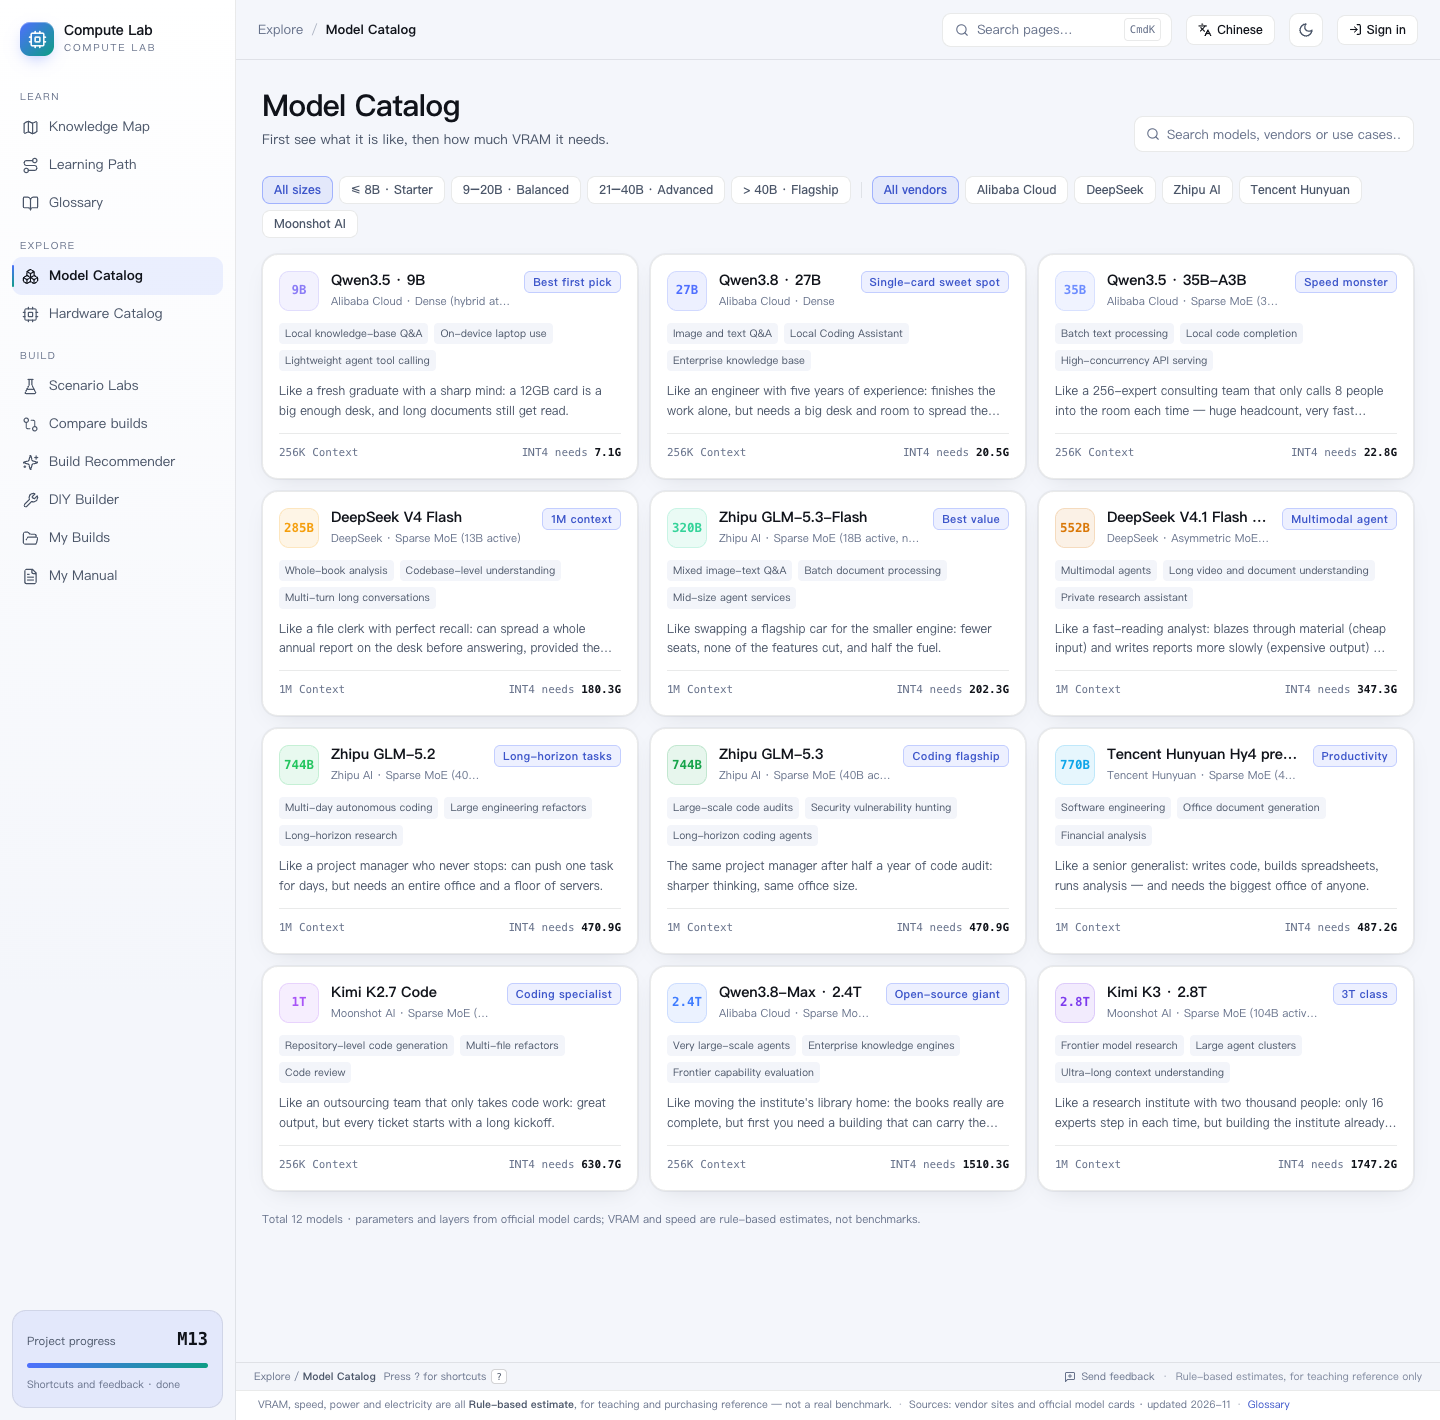 Compute Lab
COMPUTE LAB
LEARN
Knowledge Map
Learning Path
Glossary
EXPLORE
Model Catalog
Hardware Catalog
BUILD
Scenario Labs
Compare builds
Build Recommender
DIY Builder
My Builds
My Manual
Project progress M13
Shortcuts and feedback · done
Explore / Model Catalog
Search pages... CmdK
Chinese
Sign in
Model Catalog
First see what it is like, then how much VRAM it needs.
Search models, vendors or use cases..
All sizes ≤ 8B · Starter 9–20B · Balanced 21–40B · Advanced > 40B · Flagship All vendors Alibaba Cloud DeepSeek Zhipu AI Tencent Hunyuan
Moonshot AI
9B Qwen3.5 · 9B Best first pick
Alibaba Cloud · Dense (hybrid at...
Local knowledge-base Q&A On-device laptop use
Lightweight agent tool calling
Like a fresh graduate with a sharp mind: a 12GB card is a
big enough desk, and long documents still get read.
256K Context INT4 needs 7.1G
27B Qwen3.8 · 27B Single-card sweet spot
Alibaba Cloud · Dense
Image and text Q&A Local Coding Assistant
Enterprise knowledge base
Like an engineer with five years of experience: finishes the
work alone, but needs a big desk and room to spread the...
256K Context INT4 needs 20.5G
35B Qwen3.5 · 35B-A3B Speed monster
Alibaba Cloud · Sparse MoE (3...
Batch text processing Local code completion
High-concurrency API serving
Like a 256-expert consulting team that only calls 8 people
into the room each time — huge headcount, very fast...
256K Context INT4 needs 22.8G
285B DeepSeek V4 Flash 1M context
DeepSeek · Sparse MoE (13B active)
Whole-book analysis Codebase-level understanding
Multi-turn long conversations
Like a file clerk with perfect recall: can spread a whole
annual report on the desk before answering, provided the...
1M Context INT4 needs 180.3G
320B Zhipu GLM-5.3-Flash Best value
Zhipu AI · Sparse MoE (18B active, n...
Mixed image-text Q&A Batch document processing
Mid-size agent services
Like swapping a flagship car for the smaller engine: fewer
seats, none of the features cut, and half the fuel.
1M Context INT4 needs 202.3G
552B DeepSeek V4.1 Flash ... Multimodal agent
DeepSeek · Asymmetric MoE...
Multimodal agents Long video and document understanding
Private research assistant
Like a fast-reading analyst: blazes through material (cheap
input) and writes reports more slowly (expensive output) ...
1M Context INT4 needs 347.3G
744B Zhipu GLM-5.2 Long-horizon tasks
Zhipu AI · Sparse MoE (40...
Multi-day autonomous coding Large engineering refactors
Long-horizon research
Like a project manager who never stops: can push one task
for days, but needs an entire office and a floor of servers.
1M Context INT4 needs 470.9G
744B Zhipu GLM-5.3 Coding flagship
Zhipu AI · Sparse MoE (40B ac...
Large-scale code audits Security vulnerability hunting
Long-horizon coding agents
The same project manager after half a year of code audit:
sharper thinking, same office size.
1M Context INT4 needs 470.9G
770B Tencent Hunyuan Hy4 pre... Productivity
Tencent Hunyuan · Sparse MoE (4...
Software engineering Office document generation
Financial analysis
Like a senior generalist: writes code, builds spreadsheets,
runs analysis — and needs the biggest office of anyone.
1M Context INT4 needs 487.2G
1T Kimi K2.7 Code Coding specialist
Moonshot AI · Sparse MoE (...
Repository-level code generation Multi-file refactors
Code review
Like an outsourcing team that only takes code work: great
output, but every ticket starts with a long kickoff.
256K Context INT4 needs 630.7G
2.4T Qwen3.8-Max · 2.4T Open-source giant
Alibaba Cloud · Sparse Mo...
Very large-scale agents Enterprise knowledge engines
Frontier capability evaluation
Like moving the institute's library home: the books really are
complete, but first you need a building that can carry the...
256K Context INT4 needs 1510.3G
2.8T Kimi K3 · 2.8T 3T class
Moonshot AI · Sparse MoE (104B activ...
Frontier model research Large agent clusters
Ultra-long context understanding
Like a research institute with two thousand people: only 16
experts step in each time, but building the institute already...
1M Context INT4 needs 1747.2G
Total 12 models · parameters and layers from official model cards; VRAM and speed are rule-based estimates, not benchmarks.
Explore / Model Catalog Press ? for shortcuts ?
Send feedback · Rule-based estimates, for teaching reference only
VRAM, speed, power and electricity are all Rule-based estimate, for teaching and purchasing reference — not a real benchmark. · Sources: vendor sites and official model cards · updated 2026-11 · Glossary